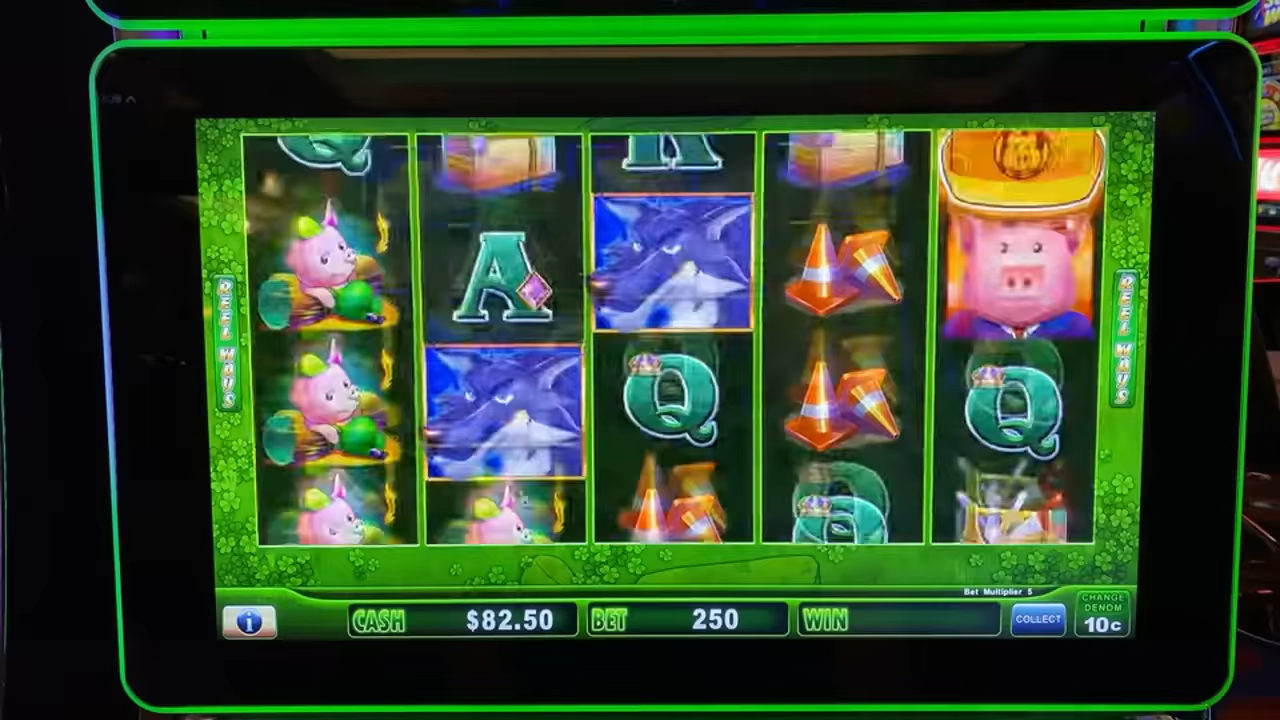 Q
K
A
Q
Q
Q
REEL WAYS
REEL WAYS
Bet Multiplier 5
CASH $82.50 BET 250 WIN
COLLECT
CHANGE
DENOM
10c